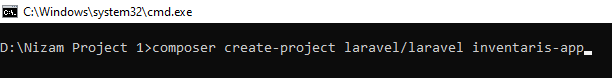 C:\Windows\system32\cmd.exe
D:\Nizam Project 1>composer create-project laravel/laravel inventaris-app